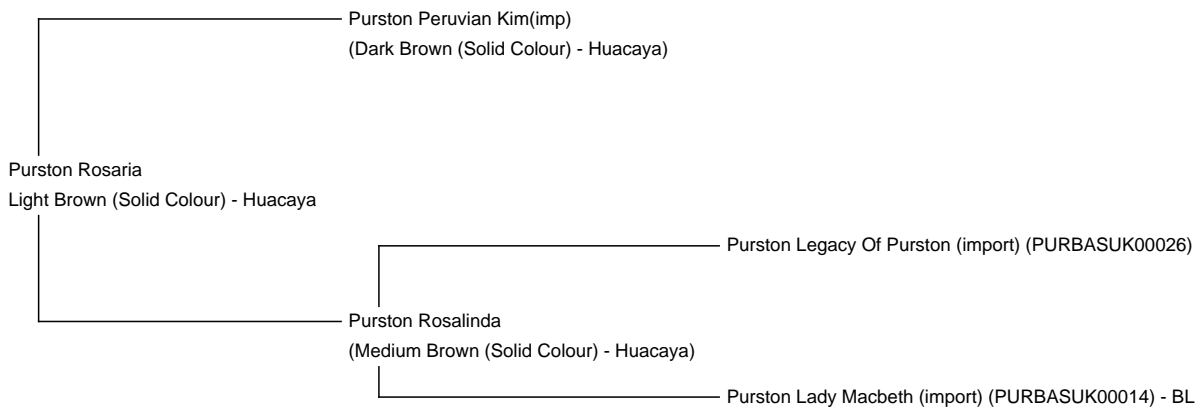 Purston Peruvian Kim(imp)
(Dark Brown (Solid Colour) - Huacaya)
Purston Rosaria
Light Brown (Solid Colour) - Huacaya
Purston Legacy Of Purston (import) (PURBASUK00026)
Purston Rosalinda
(Medium Brown (Solid Colour) - Huacaya)
Purston Lady Macbeth (import) (PURBASUK00014) - BL